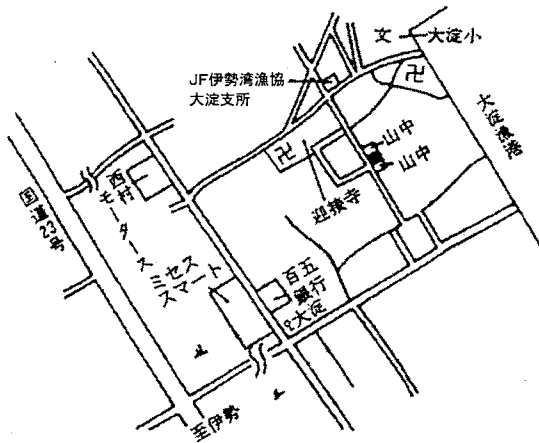 文
大淀小
JF伊勢湾漁協
大淀支所
卍
大淀漁港
山中
山中
卍
西村モータース
国道23号
迎接寺
ミセス
スマート
百五
銀行
大淀
至伊勢